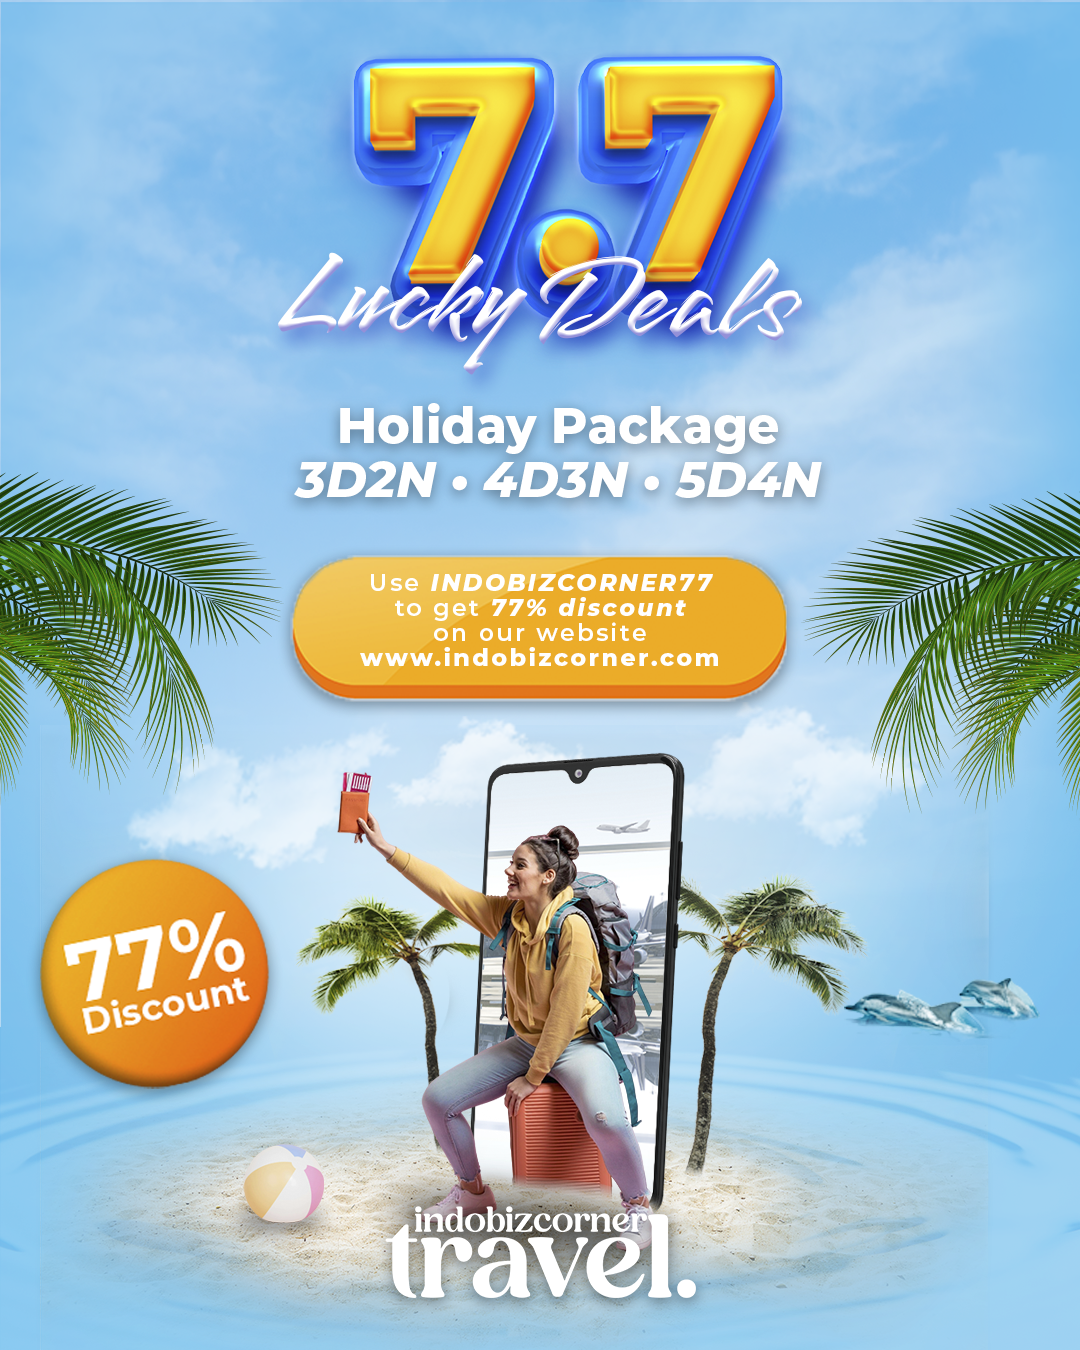 7.7
Lucky Deals
Holiday Package
3D2N • 4D3N • 5D4N
Use INDOBIZCORNER77
to get 77% discount
on our website
www.indobizcorner.com
77%
Discount
indobizcorner
travel.